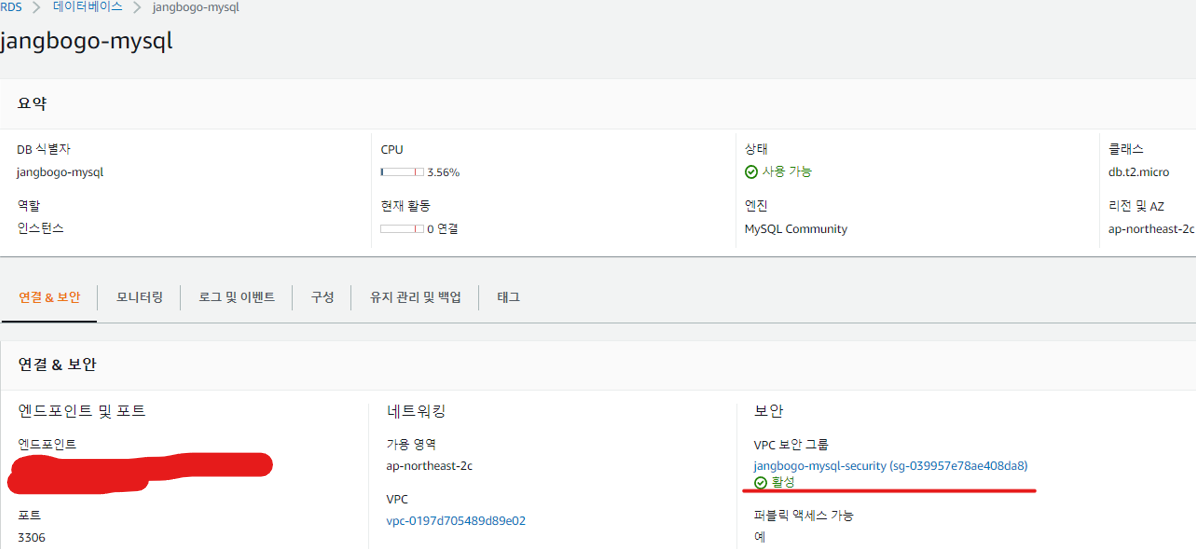 RDS > 데이터베이스 > jangbogo-mysql
jangbogo-mysql
요약
DB 식별자
jangbogo-mysql
CPU
3.56%
상태
사용 가능
클래스
db.t2.micro
역할
인스턴스
현재 활동
0 연결
엔진
MySQL Community
리전 및 AZ
ap-northeast-2c
연결 & 보안
모니터링
로그 및 이벤트
구성
유지 관리 및 백업
태그
연결 & 보안
엔드포인트 및 포트
엔드포인트
포트
3306
네트워킹
가용 영역
ap-northeast-2c
VPC
vpc-0197d705489d89e02
보안
VPC 보안 그룹
jangbogo-mysql-security (sg-039957e78ae408da8)
활성
퍼블릭 액세스 가능
예